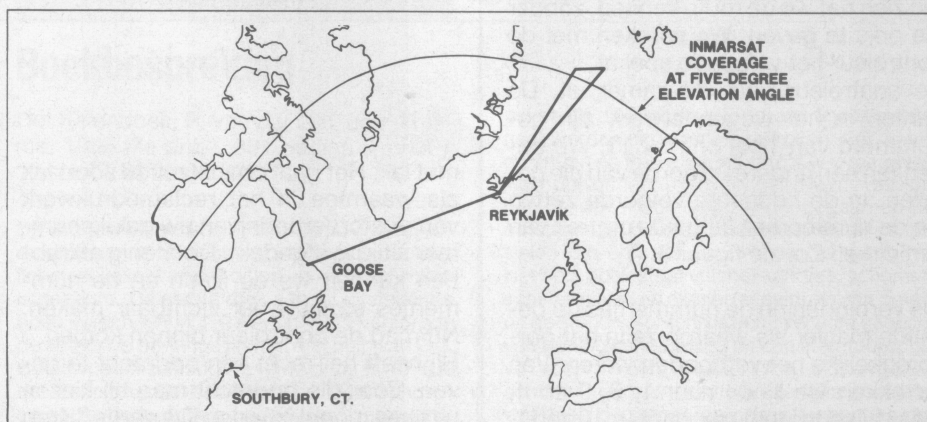 INMARSAT
COVERAGE
AT FIVE-DEGREE
ELEVATION ANGLE
REYKJAVÍK
GOOSE
BAY
SOUTHBURY, CT.